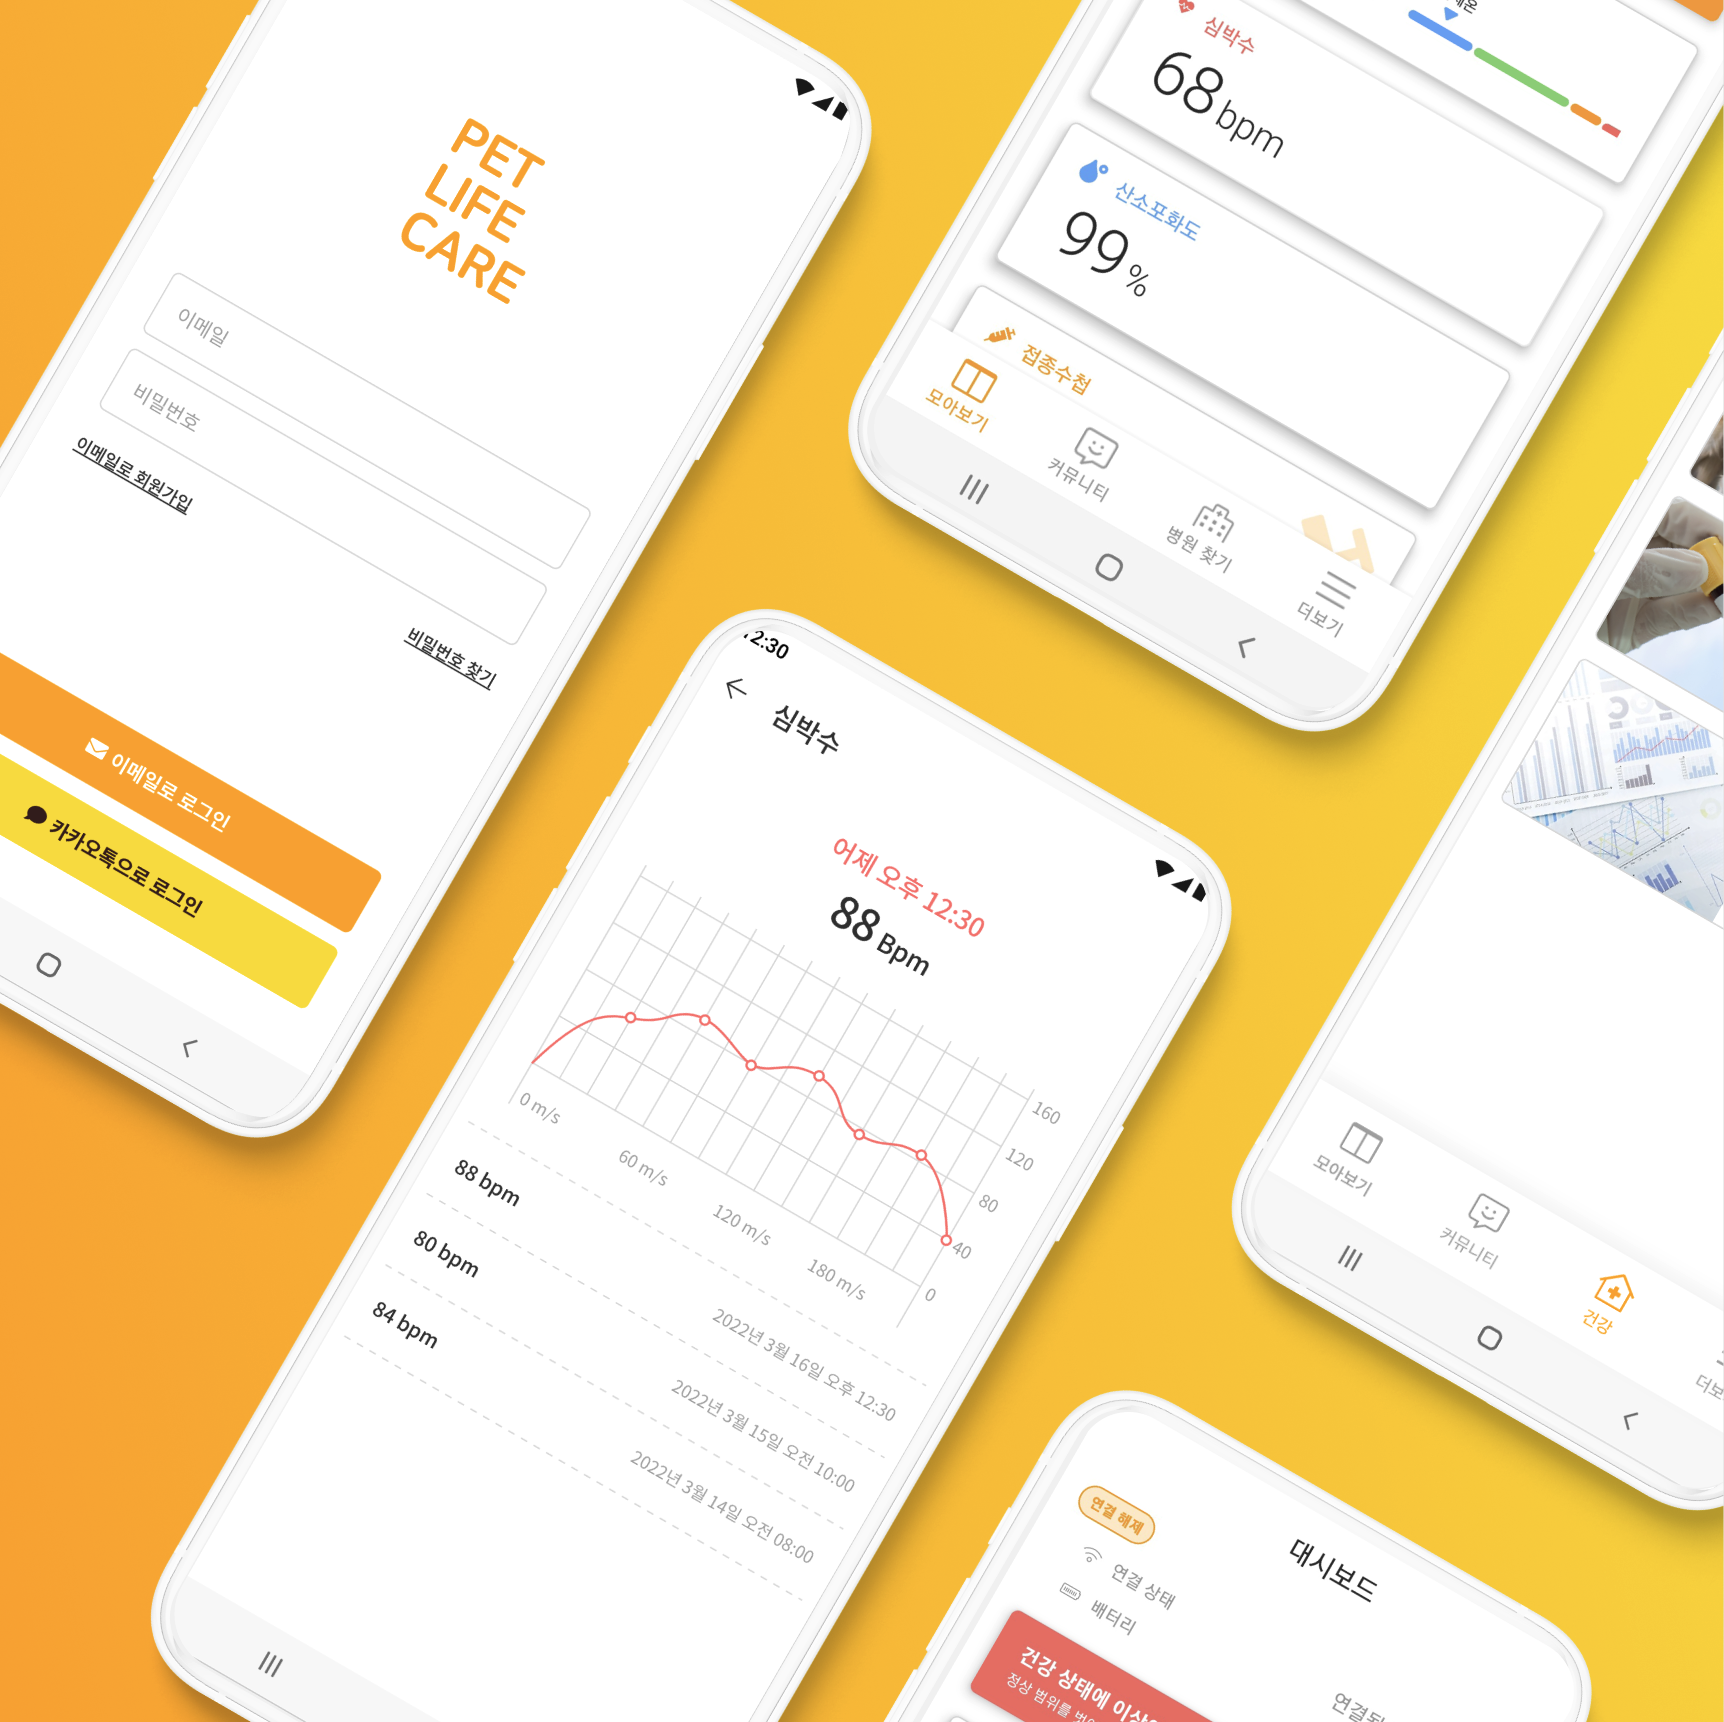 PET
LIFE
CARE
이메일
비밀번호
이메일로 회원가입
비밀번호 찾기
이메일로 로그인
카카오톡으로 로그인
심박수
68 bpm
산소포화도
99 %
접종수첩
모아보기
커뮤니티
병원 찾기
더보기
12:30
심박수
어제 오후 12:30
88 Bpm
160
120
80
40
0
0 m/s
60 m/s
120 m/s
180 m/s
88 bpm
2022년 3월 16일 오후 12:30
80 bpm
2022년 3월 15일 오전 10:00
84 bpm
2022년 3월 14일 오전 08:00
모아보기
커뮤니티
건강
연결 해제
대시보드
연결 상태
배터리
건강 상태에
정상 범위를